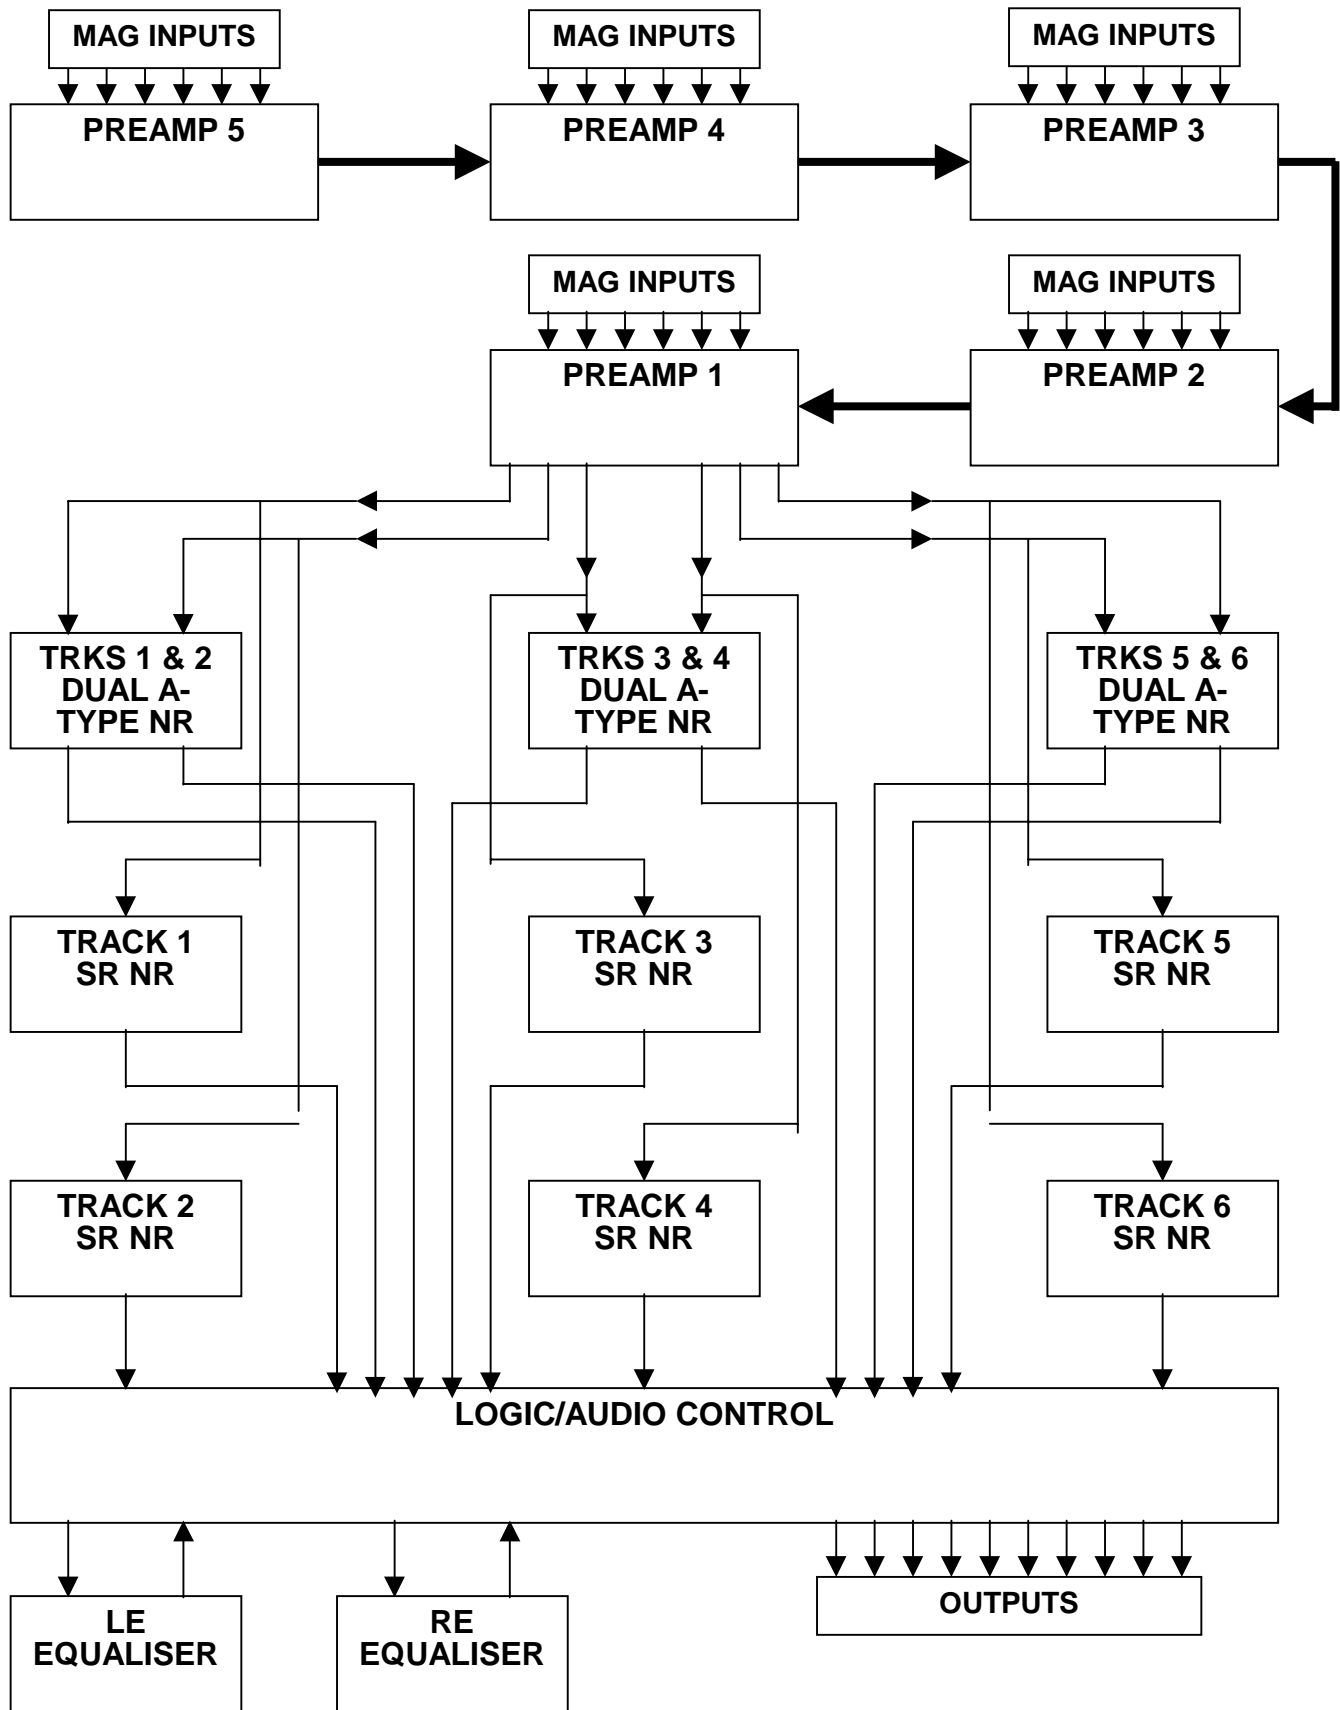 MAG INPUTS
MAG INPUTS
MAG INPUTS
PREAMP 5
PREAMP 4
PREAMP 3
MAG INPUTS
MAG INPUTS
PREAMP 1
PREAMP 2
TRKS 1 & 2
DUAL A-
TYPE NR
TRKS 3 & 4
DUAL A-
TYPE NR
TRKS 5 & 6
DUAL A-
TYPE NR
TRACK 1
SR NR
TRACK 3
SR NR
TRACK 5
SR NR
TRACK 2
SR NR
TRACK 4
SR NR
TRACK 6
SR NR
LOGIC/AUDIO CONTROL
LE
EQUALISER
RE
EQUALISER
OUTPUTS